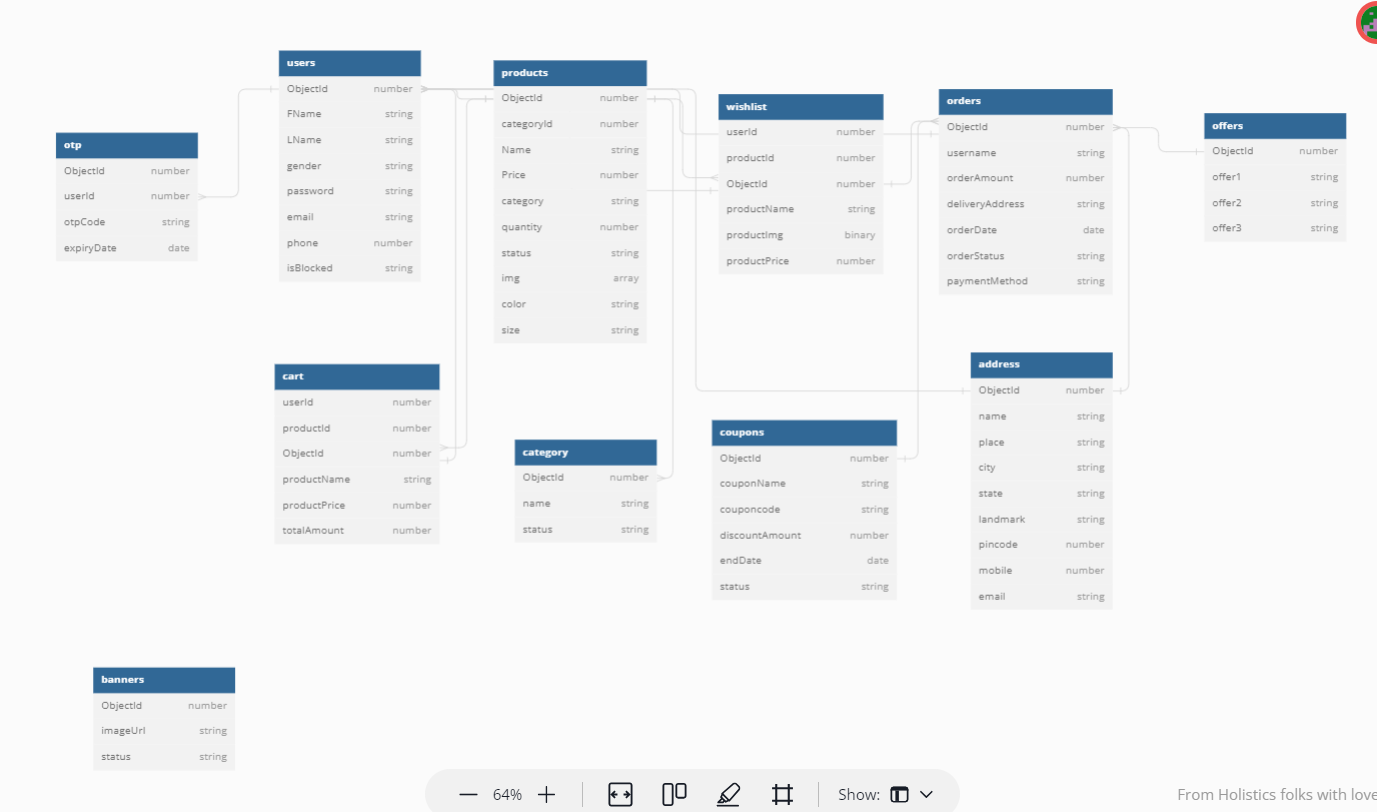 users
ObjectId number
FName string
LName string
gender string
password string
email string
phone number
isBlocked string
products
ObjectId number
categoryId number
Name string
Price number
category string
quantity number
status string
img array
color string
size string
wishlist
userId number
productId number
ObjectId number
productName string
productImg binary
productPrice number
orders
ObjectId number
username string
orderAmount number
deliveryAddress string
orderDate date
orderStatus string
paymentMethod string
offers
ObjectId number
offer1 string
offer2 string
offer3 string
otp
ObjectId number
userId number
otpCode string
expiryDate date
cart
userId number
productId number
ObjectId number
productName string
productPrice number
totalAmount number
category
ObjectId number
name string
status string
coupons
ObjectId number
couponName string
couponcode string
discountAmount number
endDate date
status string
address
ObjectId number
name string
place string
city string
state string
landmark string
pincode number
mobile number
email string
banners
ObjectId number
imageUrl string
status string
64%
Show:
From Holistics folks with love